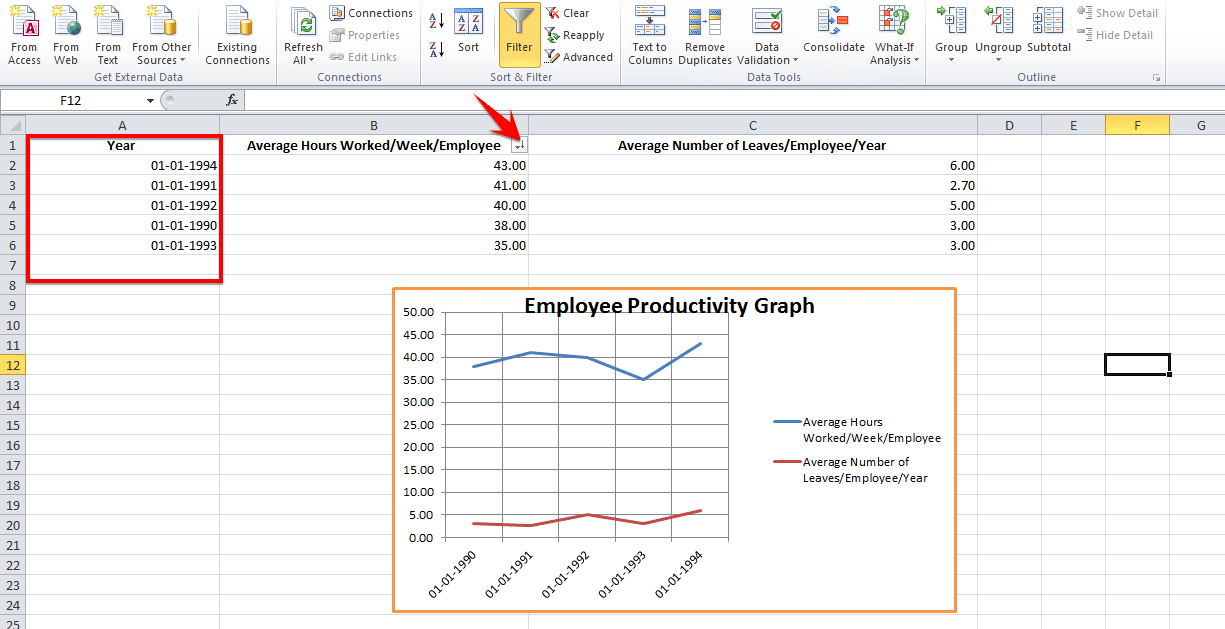 From Access
From Web
From Text
From Other Sources
Existing Connections
Get External Data
Refresh All
Connections
Properties
Edit Links
Connections
A Z
Z A
Sort
Filter
Clear
Reapply
Advanced
Sort & Filter
Text to Columns
Remove Duplicates
Data Validation
Consolidate
What-If Analysis
Data Tools
Group
Ungroup
Subtotal
Show Detail
Hide Detail
Outline
F12 fx
A B C D E F G
1 Year Average Hours Worked/Week/Employee Average Number of Leaves/Employee/Year
2 01-01-1994 43.00 6.00
3 01-01-1991 41.00 2.70
4 01-01-1992 40.00 5.00
5 01-01-1990 38.00 3.00
6 01-01-1993 35.00 3.00
7
8
9
10
11
12
13
14
15
16
17
18
19
20
21
22
23
24
25
Employee Productivity Graph
50.00
45.00
40.00
35.00
30.00
25.00
20.00
15.00
10.00
5.00
0.00
01-01-1990
01-01-1991
01-01-1992
01-01-1993
01-01-1994
Average Hours
Worked/Week/Employee
Average Number of
Leaves/Employee/Year